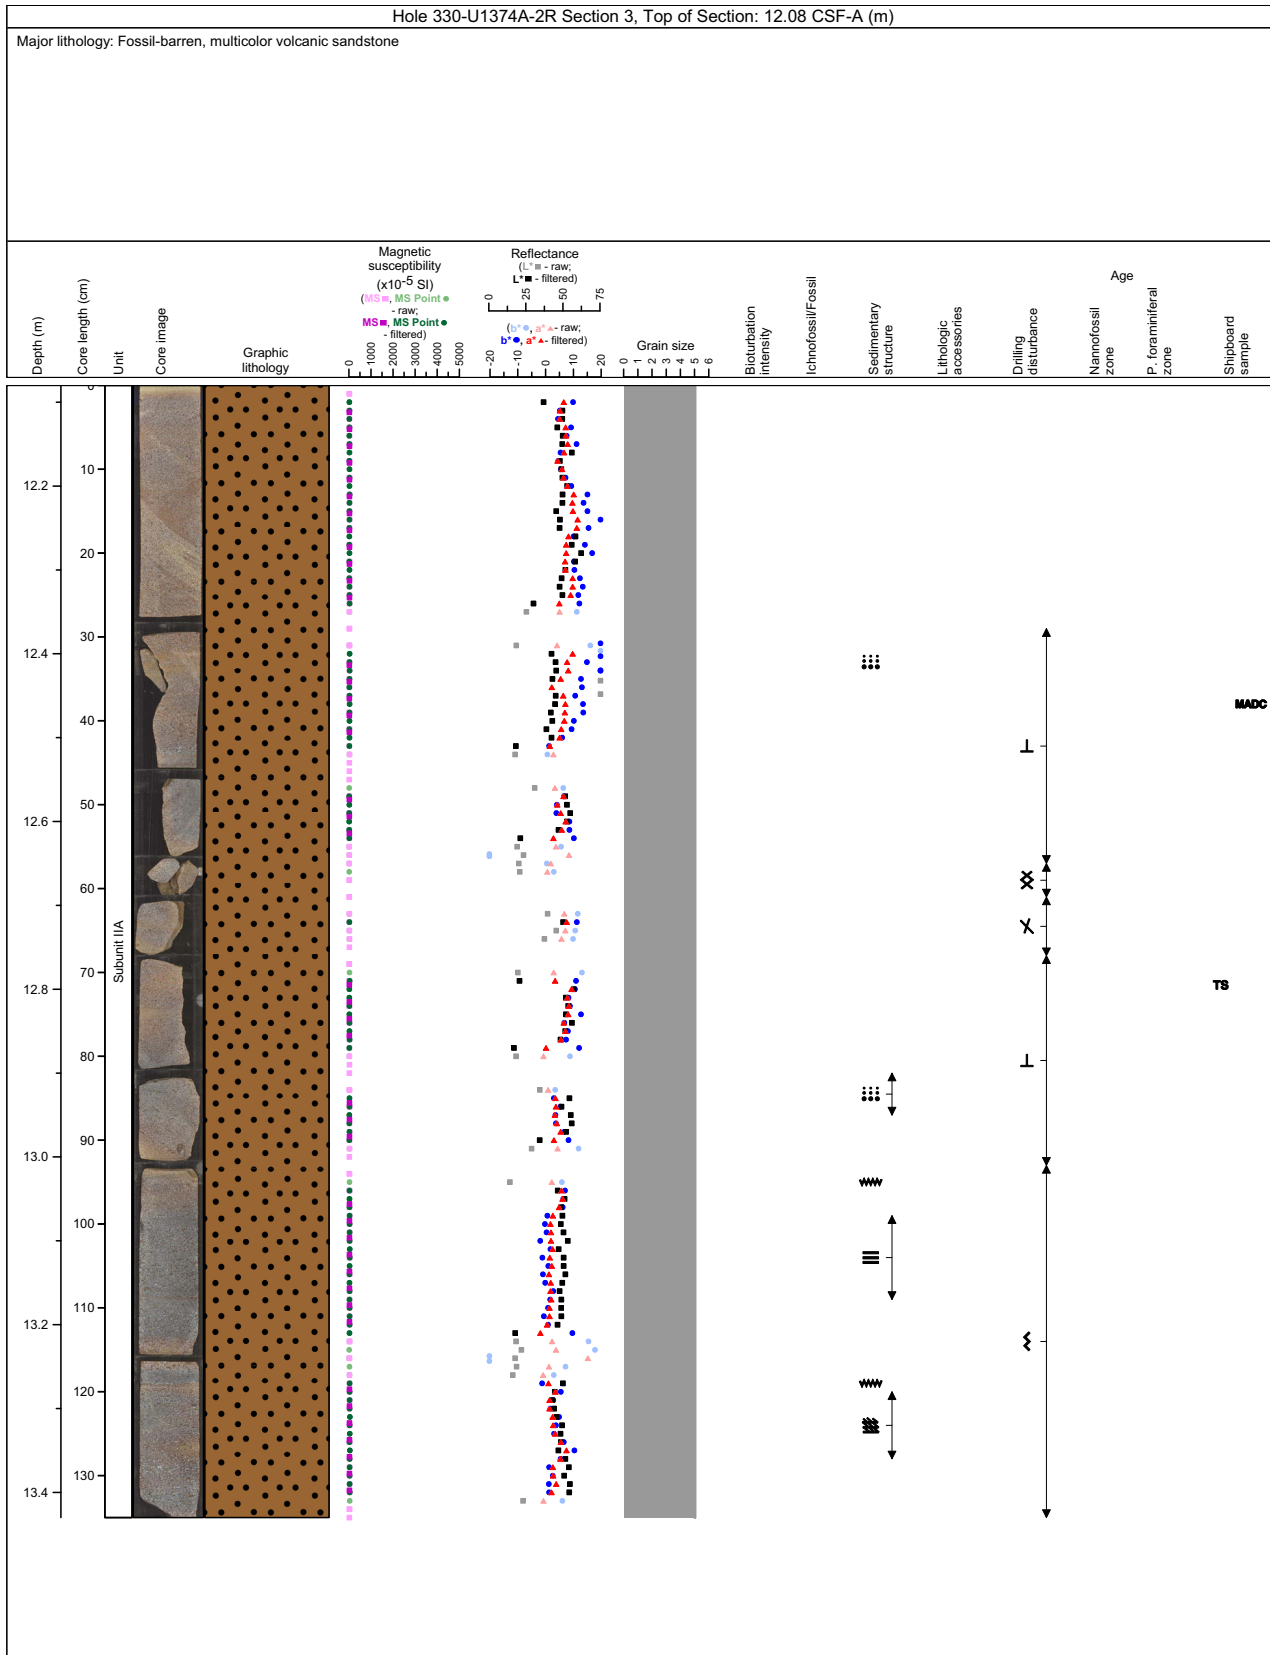 Hole 330-U1374A-2R Section 3, Top of Section: 12.08 CSF-A (m)
Major lithology: Fossil-barren, multicolor volcanic sandstone
Depth (m)
Core length (cm)
Unit
Core image
Graphic
lithology
Magnetic
susceptibility
(x10-5 SI)
(MS■, MS Point●
- raw;
MS■, MS Point●
- filtered)
0 1000 2000 3000 4000 5000
Reflectance
(L*■ - raw;
L*■ - filtered)
0 25 50 75
(b*●, a*▲- raw;
b*●, a*▲- filtered)
-20 -10 0 10 20
Grain size
0 1 2 3 4 5 6
Bioturbation
intensity
Ichnofossil/Fossil
Sedimentary
structure
Lithologic
accessories
Drilling
disturbance
Age
Nannofossil
zone
P. foraminiferal
zone
Shipboard
sample
0
10
12.2
20
30
12.4
MADC
40
50
12.6
60
Subunit IIA
70
12.8
TS
80
90
13.0
100
110
13.2
120
130
13.4